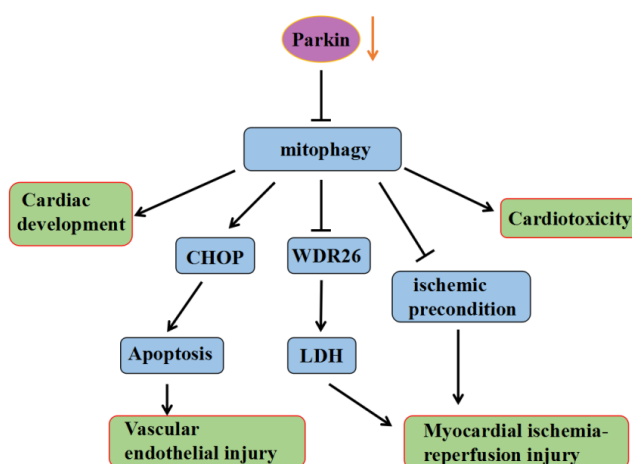 Parkin
mitophagy
Cardiac
development
Cardiotoxicity
CHOP
WDR26
ischemic
precondition
Apoptosis
LDH
Vascular
endothelial injury
Myocardial ischemia-
reperfusion injury